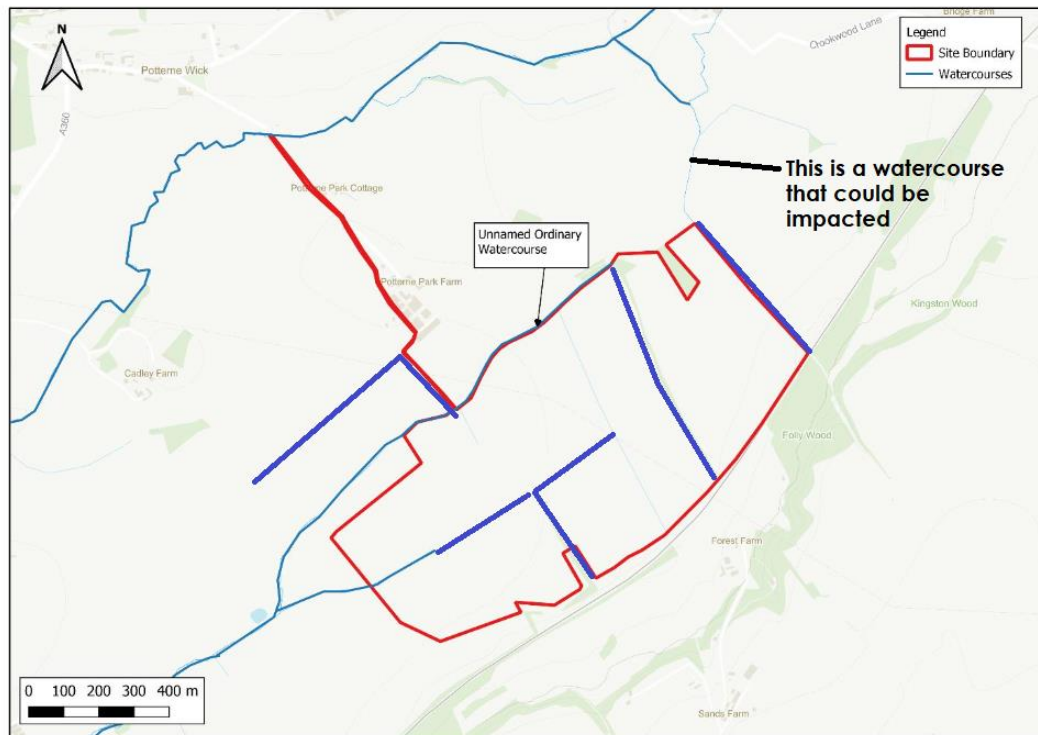 Bridge Farm
Crookwood Lane
N
Legend
Site Boundary
Watercourses
Potterne Wick
A360
This is a watercourse
that could be
impacted
Potterne Park Cottage
Unnamed Ordinary
Watercourse
Potterne Park Farm
Kingston Wood
Cadley Farm
Folly Wood
Forest Farm
0 100 200 300 400 m
Sands Farm